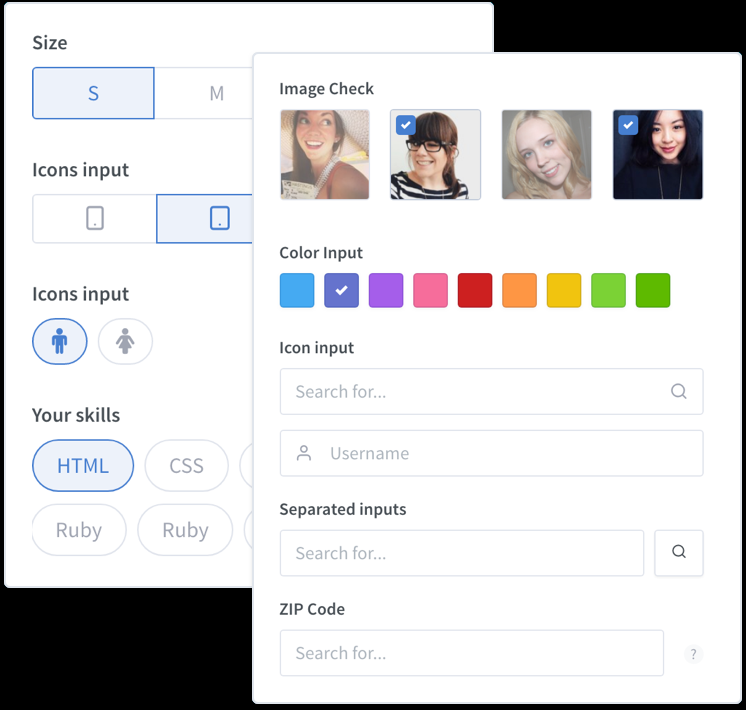 Size
S
M
Icons input
Icons input
Your skills
HTML
CSS
Ruby
Ruby
Image Check
Color Input
Icon input
Search for...
Username
Separated inputs
Search for...
ZIP Code
Search for...
?